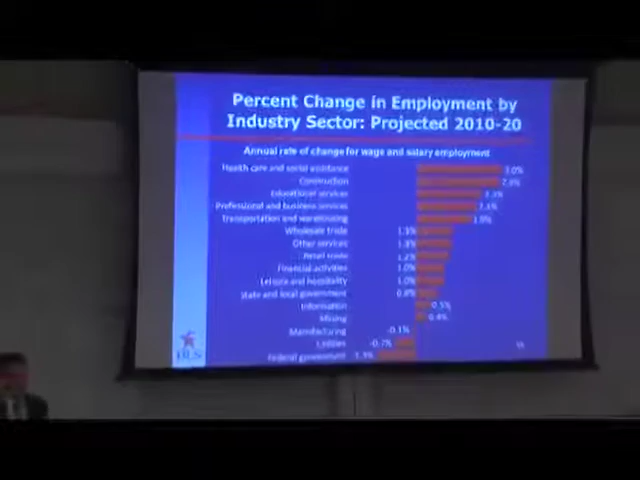 Percent Change in Employment by
Industry Sector: Projected 2010-20
Annual rate of change for wage and salary employment
Health care and social assistance 3.0%
Construction 2.9%
Educational services 2.3%
Professional and business services 2.1%
Transportation and warehousing 1.9%
Wholesale trade
Other services
Retail trade 1.2%
Financial activities 1.0%
Leisure and hospitality 1.0%
State and local government 0.8%
Information 0.5%
Mining 0.4%
Manufacturing -0.1%
Utilities -0.7%
Federal government
BLS